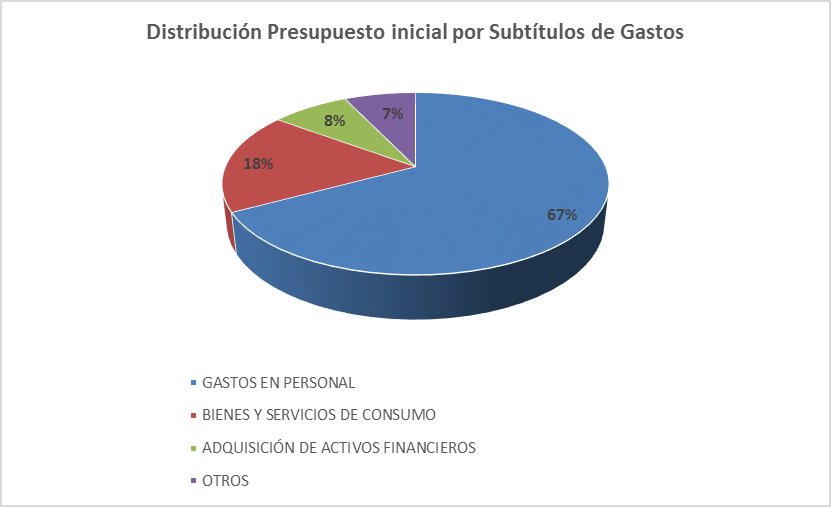 Distribución Presupuesto inicial por Subtítulos de Gastos
7%
8%
18%
67%
GASTOS EN PERSONAL
BIENES Y SERVICIOS DE CONSUMO
ADQUISICIÓN DE ACTIVOS FINANCIEROS
OTROS